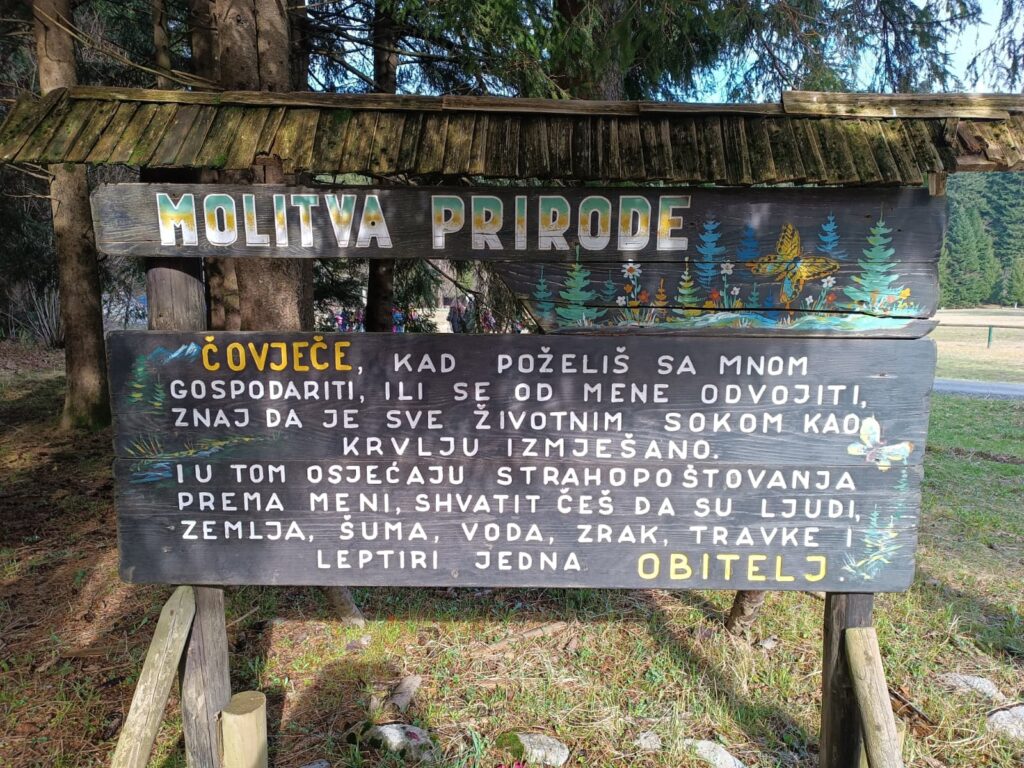 MOLITVA PRIRODE
ČOVJEČE, KAD POŽELIŠ SA MNOM
GOSPODARITI, ILI SE OD MENE ODVOJITI,
ZNAJ DA JE SVE ŽIVOTNIM SOKOM KAO
KRVLJU IZMJEŠANO.
I U TOM OSJEĆAJU STRAHOPOŠTOVANJA
PREMA MENI, SHVATIT ĆEŠ DA SU LJUDI,
ZEMLJA, ŠUMA, VODA, ZRAK, TRAVKE I
LEPTIRI JEDNA OBITELJ.